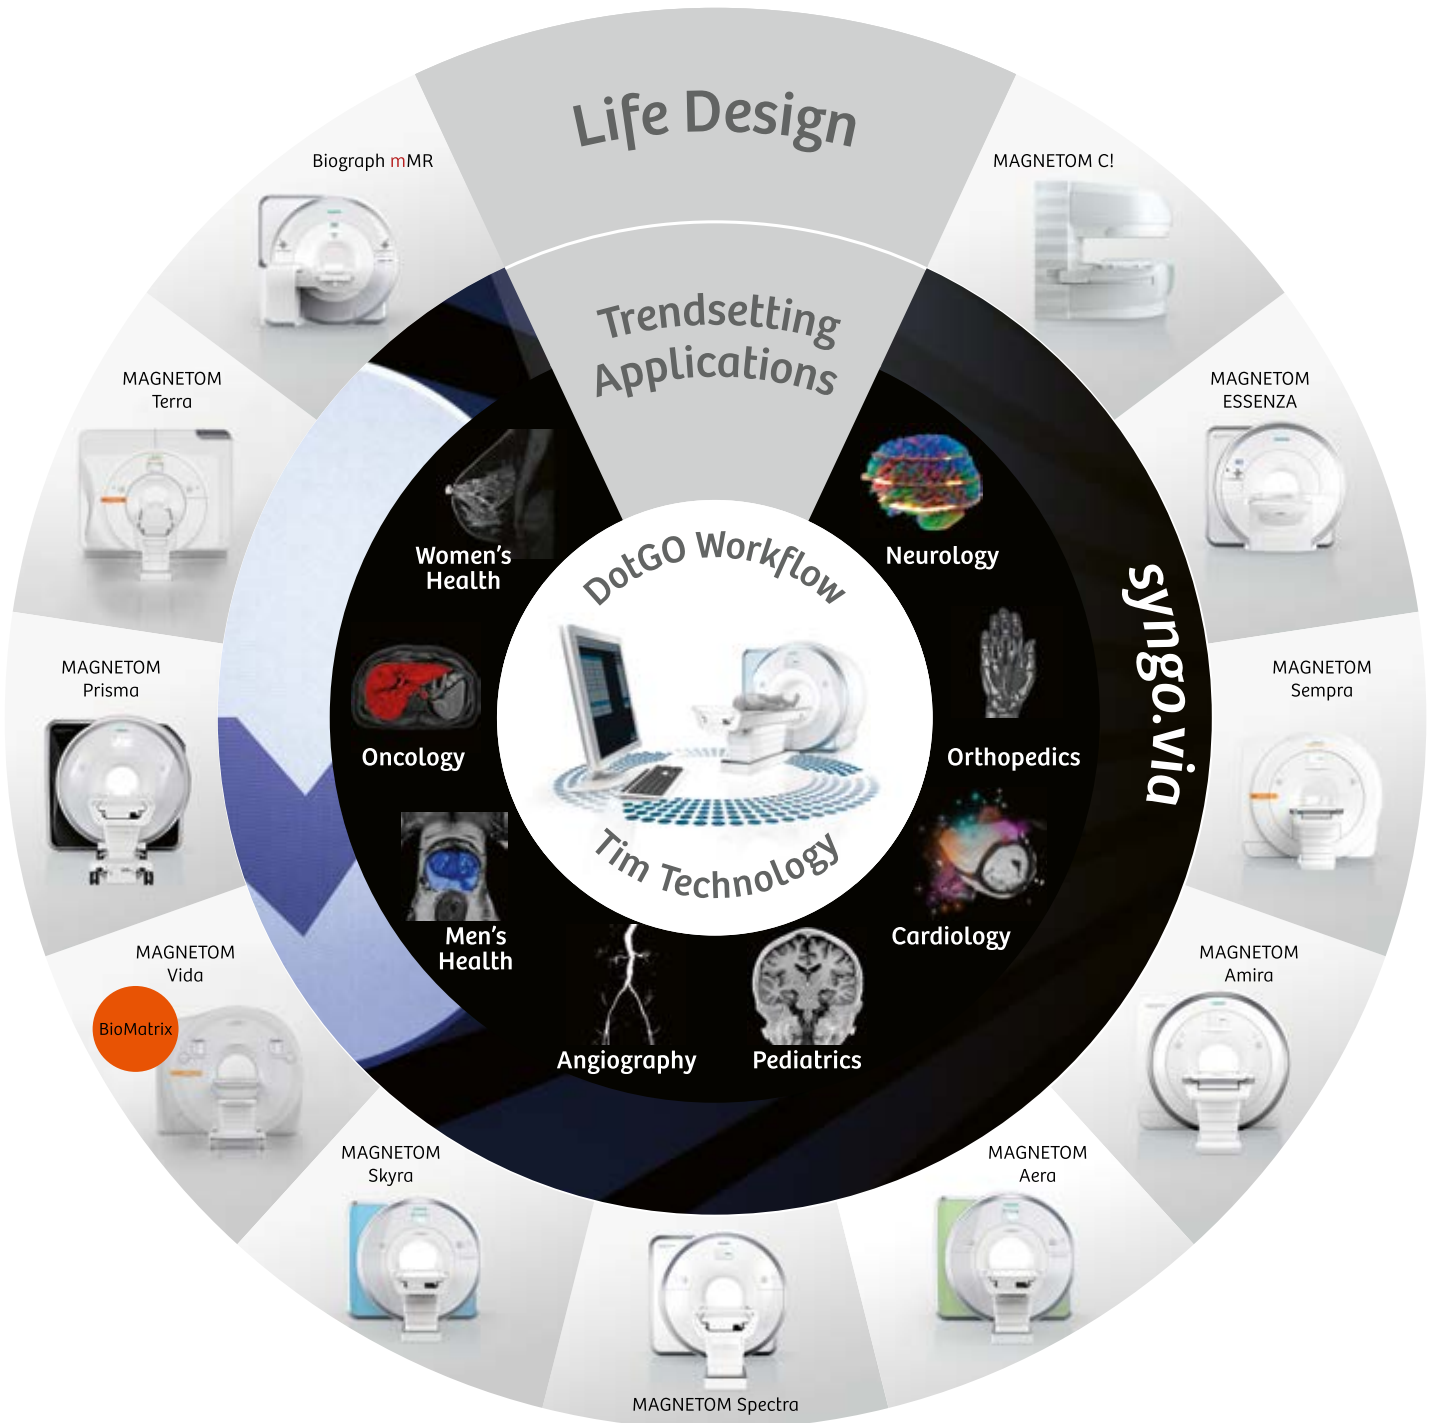 Life Design
Trendsetting
Applications
Biograph mMR
MAGNETOM C!
MAGNETOM
Terra
MAGNETOM
ESSENZA
MAGNETOM
Prisma
MAGNETOM
Sempra
MAGNETOM
Vida
BioMatrix
MAGNETOM
Amira
MAGNETOM
Skyra
MAGNETOM
Aera
MAGNETOM Spectra
syngo.via
Women's
Health
Neurology
Oncology
Orthopedics
Men's
Health
Cardiology
Angiography
Pediatrics
DotGO Workflow
Tim Technology